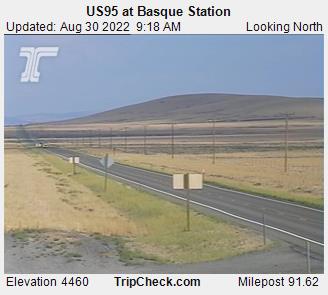 US95 at Basque Station
Updated: Aug 30 2022 9:18 AM Looking North
Elevation 4460 TripCheck.com Milepost 91.62